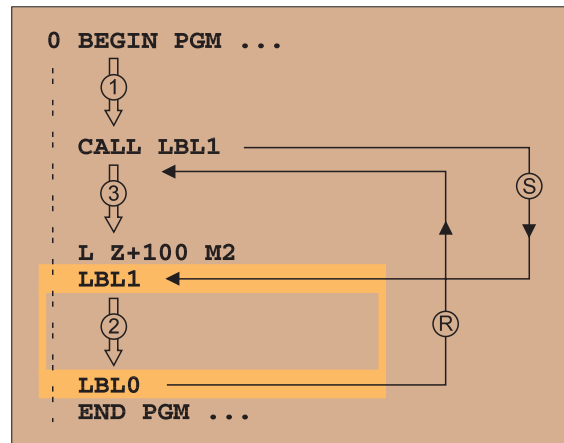 0 BEGIN PGM ...
1
CALL LBL1
S
3
L Z+100 M2
LBL1
2
R
LBL0
END PGM ...